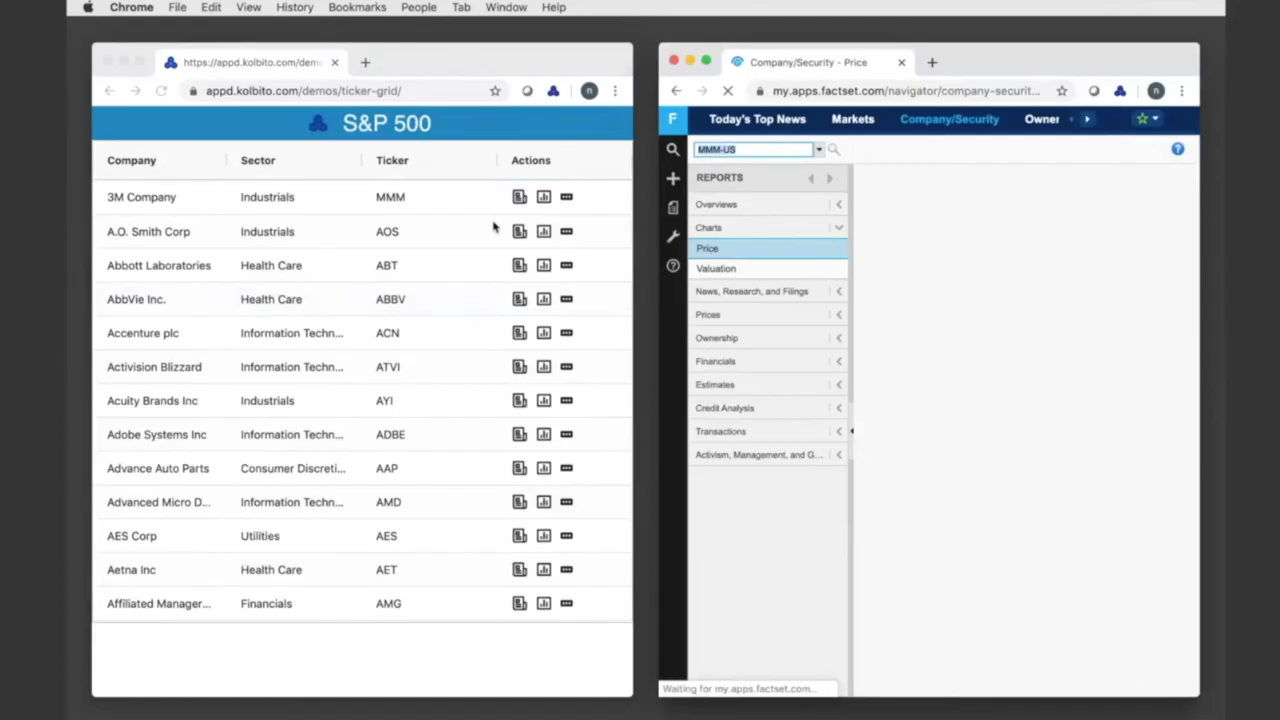 Chrome File Edit View History Bookmarks People Tab Window Help
https://appd.kolbito.com/dem
appd.kolbito.com/demos/ticker-grid/
n
S&P 500
Company Sector Ticker Actions
3M Company Industrials MMM
A.O. Smith Corp Industrials AOS
Abbott Laboratories Health Care ABT
AbbVie Inc. Health Care ABBV
Accenture plc Information Techn... ACN
Activision Blizzard Information Techn... ATVI
Acuity Brands Inc Industrials AYI
Adobe Systems Inc Information Techn... ADBE
Advance Auto Parts Consumer Discreti... AAP
Advanced Micro D... Information Techn... AMD
AES Corp Utilities AES
Aetna Inc Health Care AET
Affiliated Manager... Financials AMG
Company/Security - Price
my.apps.factset.com/navigator/company-securit...
n
F Today's Top News Markets Company/Security Owner
MMM-US
REPORTS
Overviews
Charts
Price
Valuation
News, Research, and Filings
Prices
Ownership
Financials
Estimates
Credit Analysis
Transactions
Activism, Management, and G...
Waiting for my.apps.factset.com...